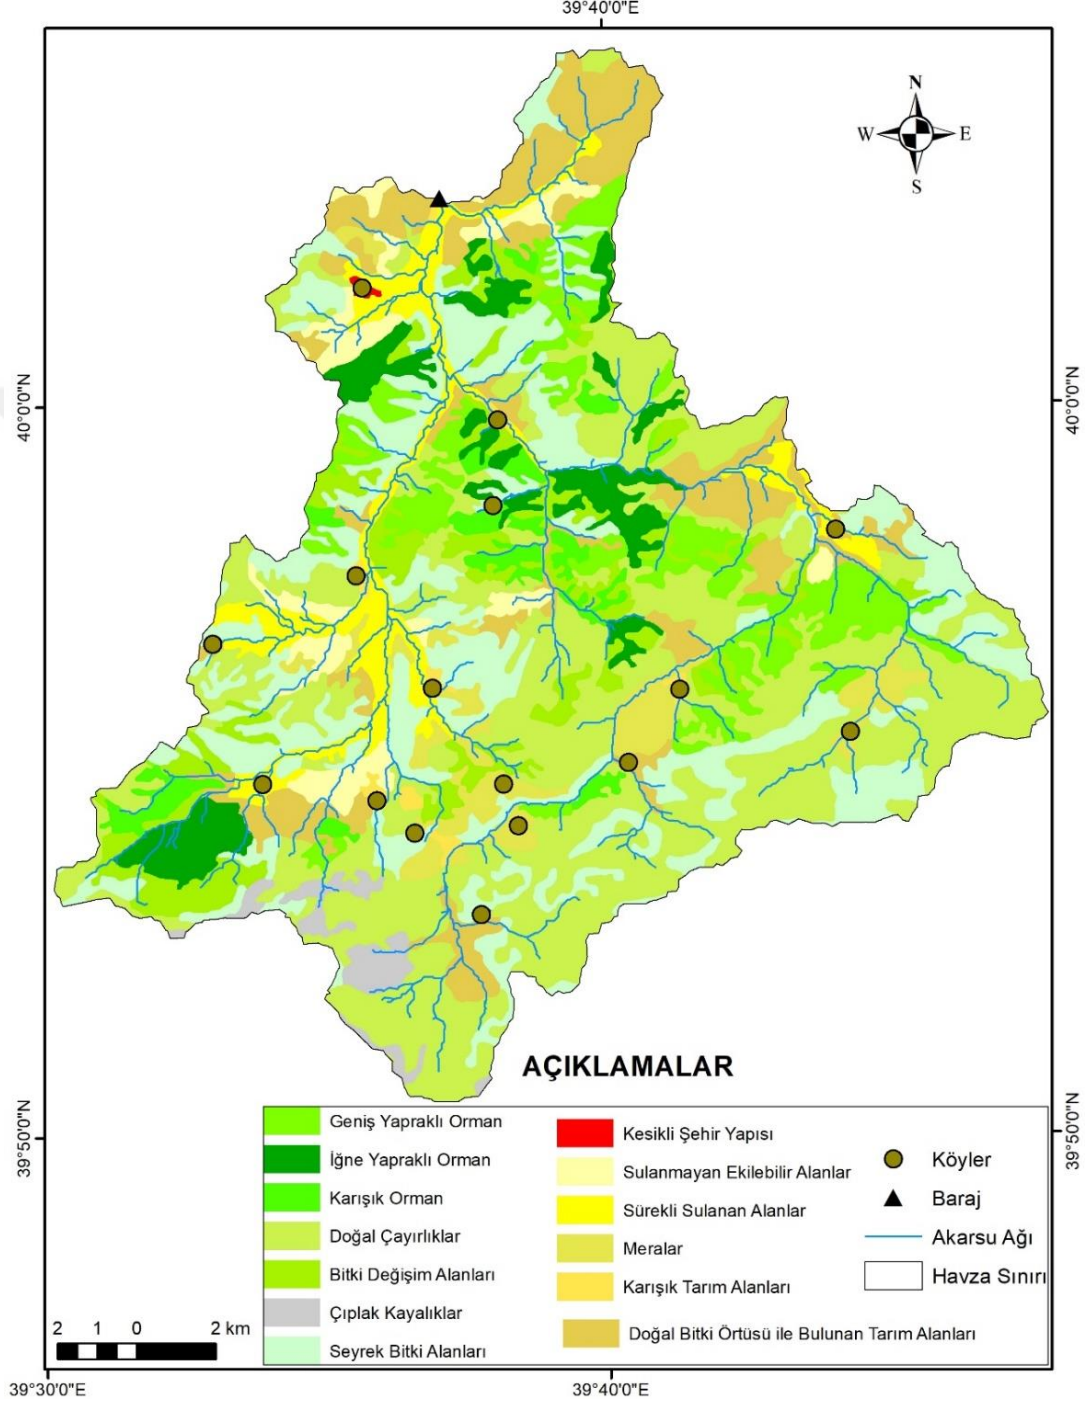 39°40'0"E
N
W E
S
40°0'0"N
40°0'0"N
AÇIKLAMALAR
39°50'0"N
39°50'0"N
Geniş Yapraklı Orman
İğne Yapraklı Orman
Karışık Orman
Doğal Çayırlıklar
Bitki Değişim Alanları
Çıplak Kayalıklar
Seyrek Bitki Alanları
Kesikli Şehir Yapısı
Sulanmayan Ekilebilir Alanlar
Sürekli Sulanan Alanlar
Meralar
Karışık Tarım Alanları
Doğal Bitki Örtüsü ile Bulunan Tarım Alanları
Köyler
Baraj
Akarsu Ağı
Havza Sınırı
2 1 0 2 km
39°30'0"E
39°40'0"E